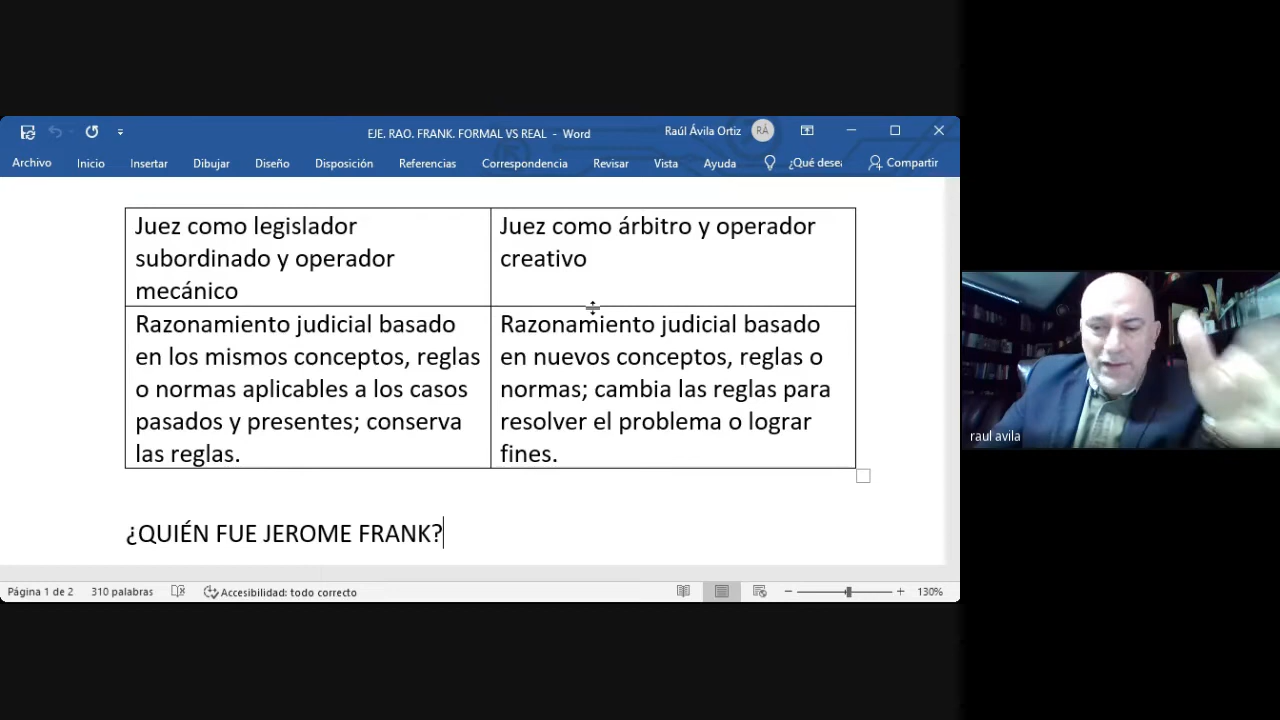 EJE. RAO. FRANK. FORMAL VS REAL - Word
Raúl Ávila Ortiz
RÁ
Archivo
Inicio
Insertar
Dibujar
Diseño
Disposición
Referencias
Correspondencia
Revisar
Vista
Ayuda
¿Qué dese
Compartir
Juez como legislador
subordinado y operador
mecánico
Juez como árbitro y operador
creativo
Razonamiento judicial basado
en los mismos conceptos, reglas
o normas aplicables a los casos
pasados y presentes; conserva
las reglas.
Razonamiento judicial basado
en nuevos conceptos, reglas o
normas; cambia las reglas para
resolver el problema o lograr
fines.
¿QUIÉN FUE JEROME FRANK?
raul avila
Página 1 de 2
310 palabras
Accesibilidad: todo correcto
130%